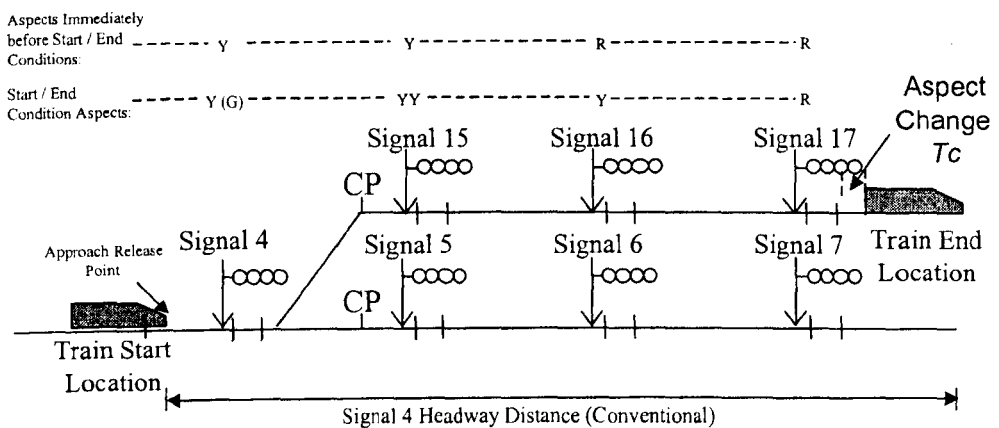 Aspects Immediately
before Start / End
Conditions:
Y Y R R
Start / End
Condition Aspects:
Y (G) YY Y R
Aspect
Change
Tc
Signal 15 Signal 16 Signal 17
CP
Approach Release
Point
Signal 4 Signal 5 Signal 6 Signal 7
CP
Train End
Location
Train Start
Location
Signal 4 Headway Distance (Conventional)